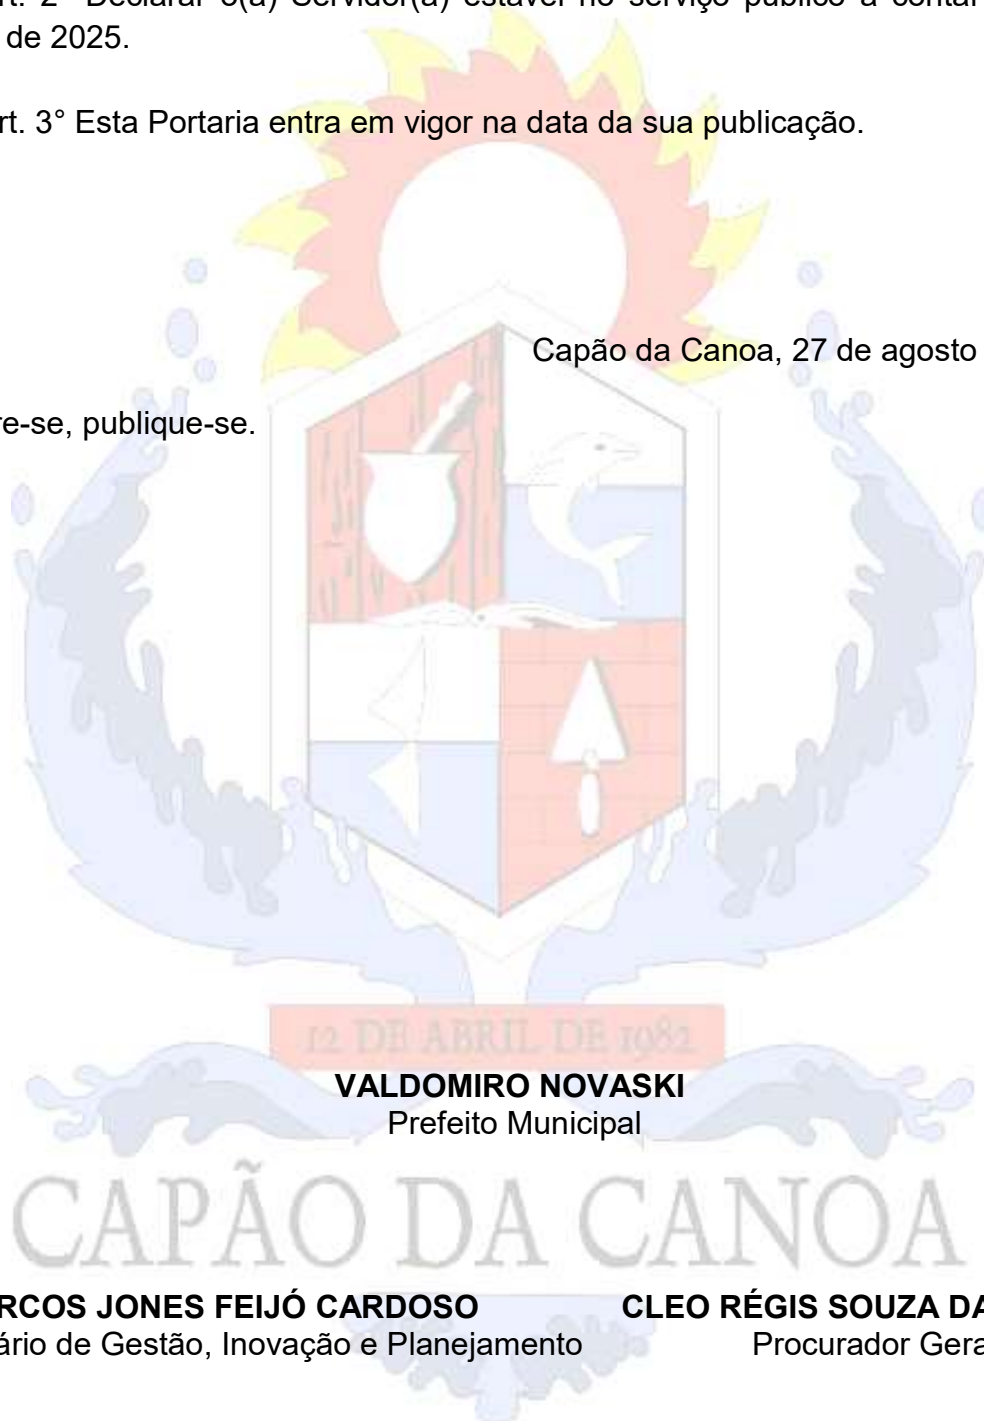 rt. 2° Declarar o(a) Servidor(a) estável no serviço público a contar
de 2025.
rt. 3° Esta Portaria entra em vigor na data da sua publicação.
Capão da Canoa, 27 de agosto
re-se, publique-se.
12 DE ABRIL DE 1982
VALDOMIRO NOVASKI
Prefeito Municipal
CAPÃO DA CANOA
RCOS JONES FEIJÓ CARDOSO CLEO RÉGIS SOUZA DA
ário de Gestão, Inovação e Planejamento Procurador Gera